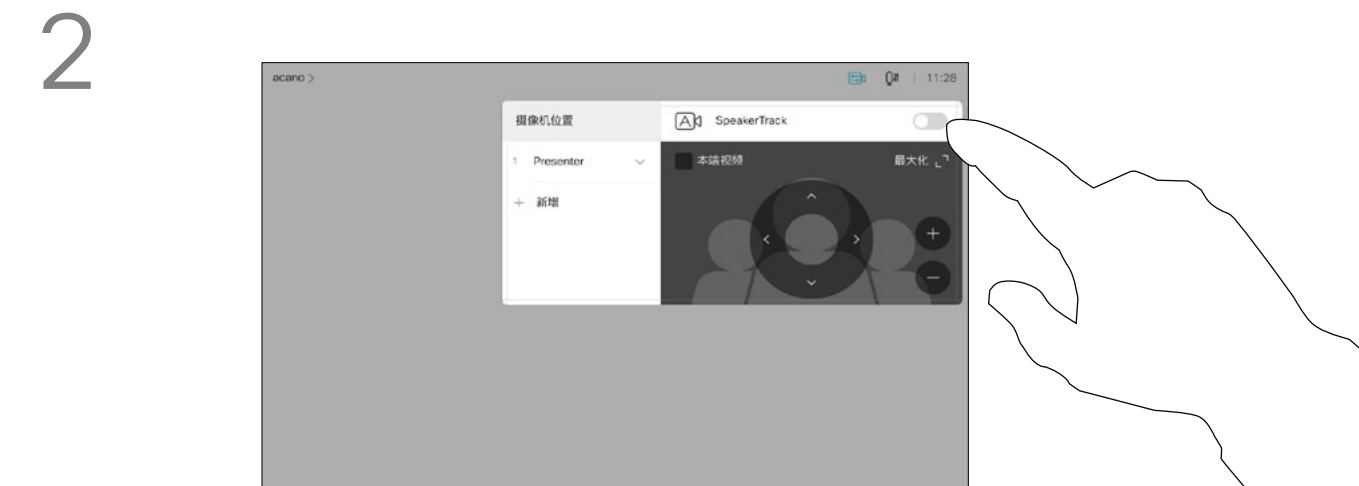 2
acano >
11:28
摄像机位置
SpeakerTrack
1 Presenter
本端视频
最大化
+ 新增